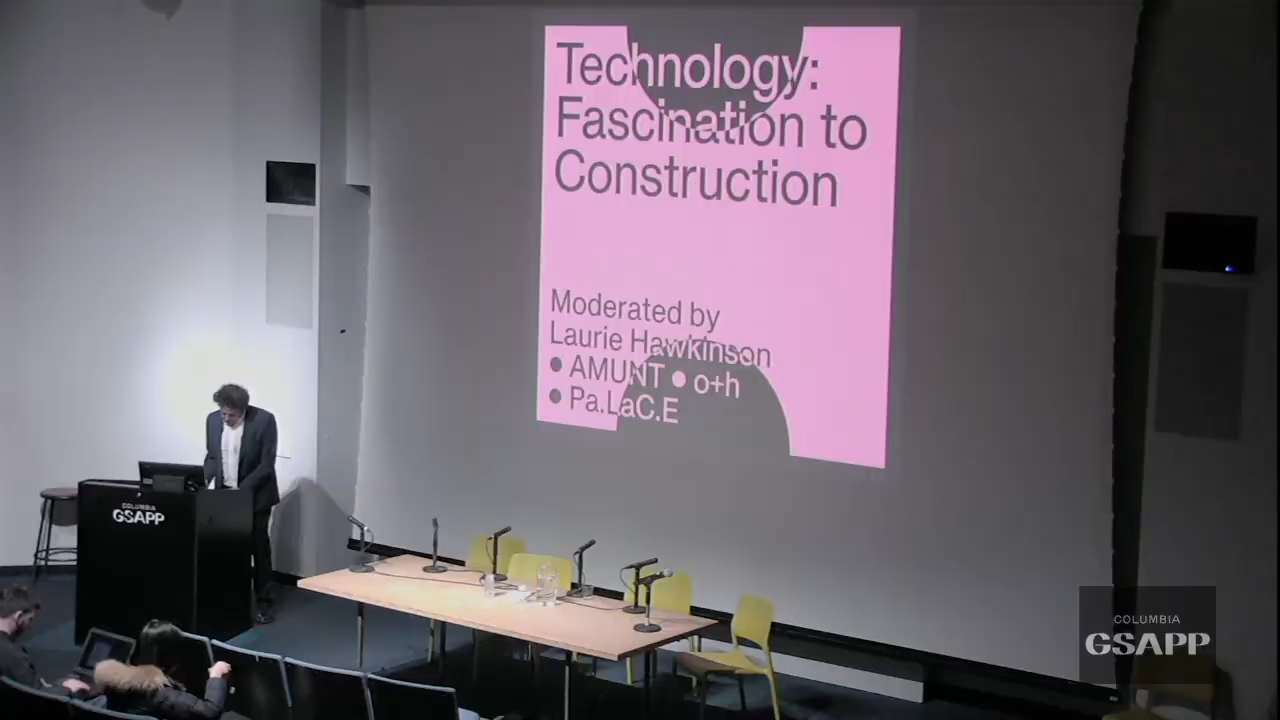 Technology:
Fascination to
Construction
Moderated by
Laurie Hawkinson
• AMUNT • o+h
• Pa.LaC.E
COLUMBIA
GSAPP
COLUMBIA
GSAPP